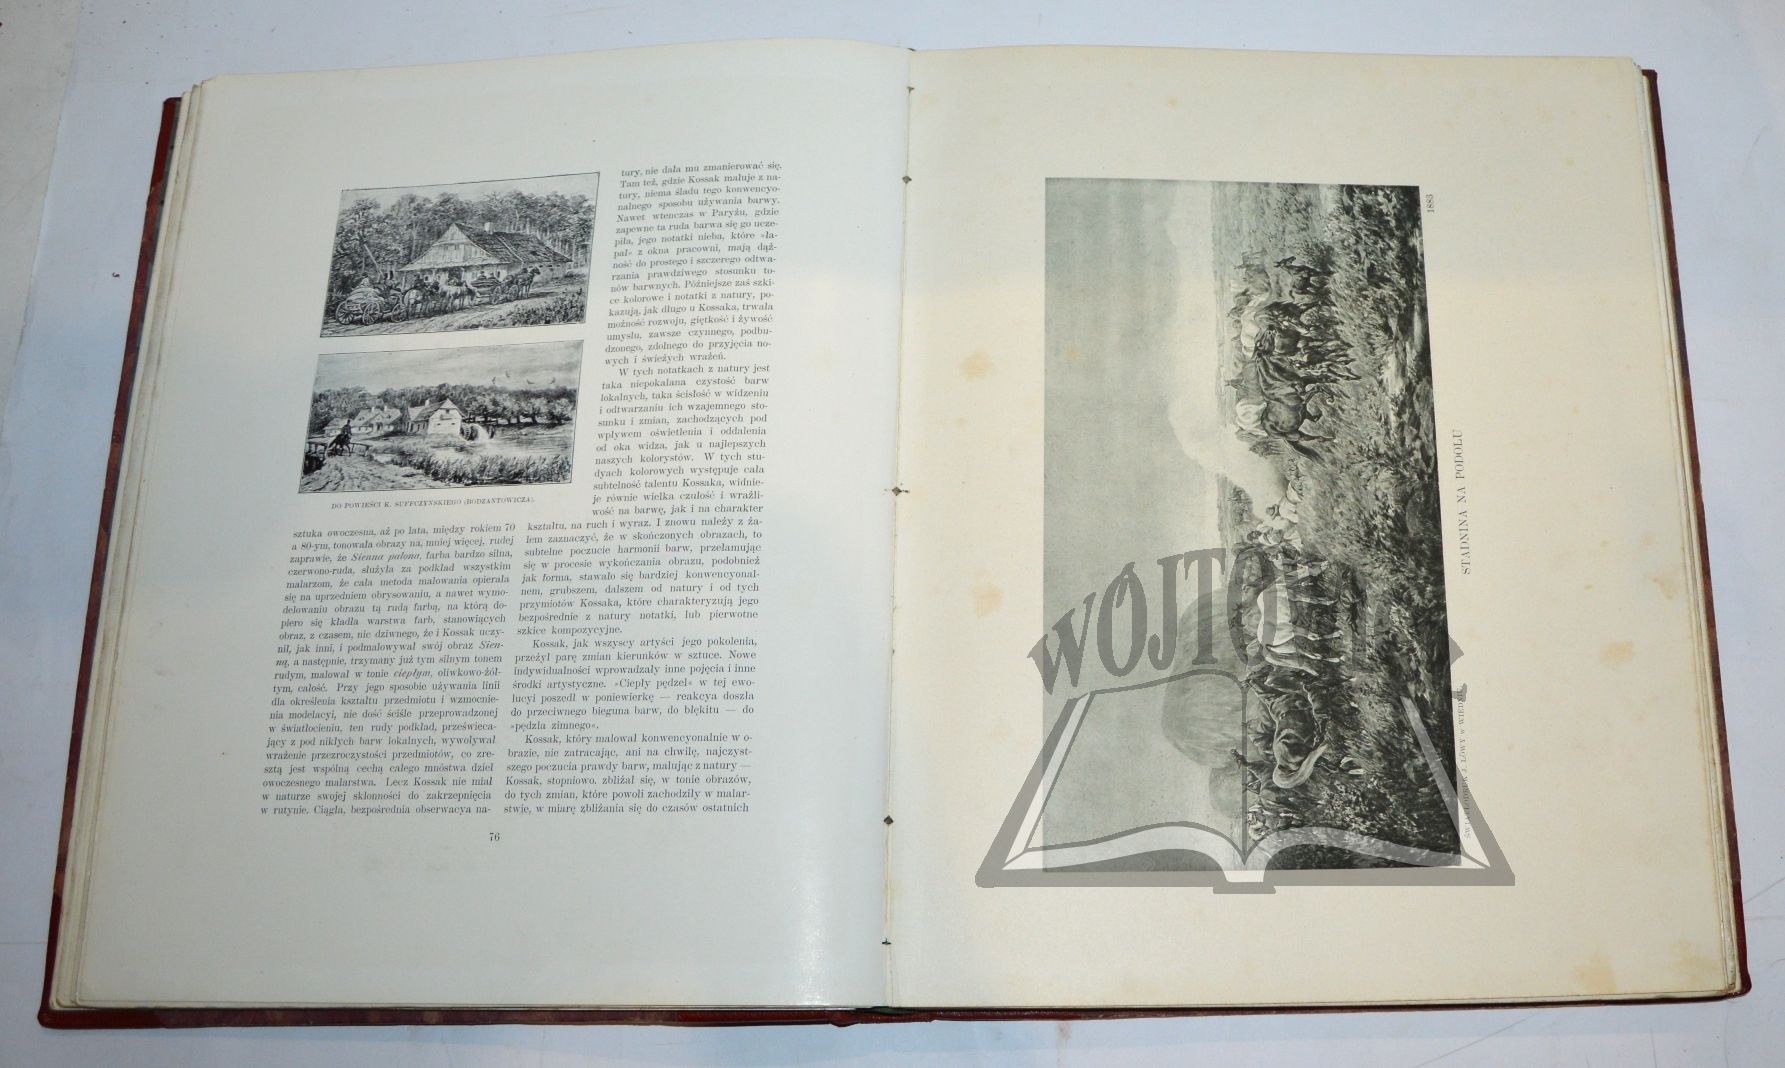 DO POWIEŚCI K. SUFFCZYŃSKIEGO (BODZANTOWICZA).
sztuka owoczesna, aż po lata, między rokiem 70
a 80-ym, tonowała obrazy na, mniej więcej, rudej
zaprawie, że Sienna palona, farba bardzo silna,
czerwono-ruda, służyła za podkład wszystkim
malarzom, że cała metoda malowania opierała
się na uprzedniem obrysowaniu, a nawet wymo-
delowaniu obrazu tą rudą farbą, na którą do-
piero się kładła warstwa farb, stanowiących
obraz, z czasem, nic dziwnego, że i Kossak uczy-
nił, jak inni, i podmalowywał swój obraz Sien-
ną, a następnie, trzymany już tym silnym tonem
rudym, malował w tonie ciepłym, oliwkowo-żół-
tym, całość. Przy jego sposobie używania linii
dla określenia kształtu przedmiotu i wzmocnie-
nia modelacyi, nie dość ściśle przeprowadzonej
w światłocieniu, ten rudy podkład, prześwieca-
jący z pod nikłych barw lokalnych, wywoływał
wrażenie przezroczystości przedmiotów, co zre-
sztą jest wspólną cechą całego mnóstwa dzieł
owoczesnego malarstwa. Lecz Kossak nie miał
w naturze swojej skłonności do zakrzepnięcia
w rutynie. Ciągła, bezpośrednia obserwacya na-
tury, nie dała mu zmanierować się.
Tam też, gdzie Kossak maluje z na-
tury, niema śladu tego konwencyo-
nalnego sposobu używania barwy.
Nawet wtenczas w Paryżu, gdzie
zapewne ta ruda barwa się go ucze-
piła, jego notatki nieba, które »ła-
pał« z okna pracowni, mają dąż-
ność do prostego i szczerego odtwa-
rzania prawdziwego stosunku to-
nów barwnych. Późniejsze zaś szki-
ce kolorowe i notatki z natury, po-
kazują, jak długo u Kossaka, trwała
możność rozwoju, giętkość i żywość
umysłu, zawsze czynnego, podbu-
dzonego, zdolnego do przyjęcia no-
wych i świeżych wrażeń.
W tych notatkach z natury jest
taka niepokalana czystość barw
lokalnych, taka ścisłość w widzeniu
i odtwarzaniu ich wzajemnego sto-
sunku i zmian, zachodzących pod
wpływem oświetlenia i oddalenia
od oka widza, jak u najlepszych
naszych kolorystów. W tych stu-
dyach kolorowych występuje cała
subtelność talentu Kossaka, widnie-
je równie wielka czułość i wrażli-
wość na barwę, jak i na charakter
kształtu, na ruch i wyraz. I znowu należy z ża-
lem zaznaczyć, że w skończonych obrazach, to
subtelne poczucie harmonii barw, przełamując
się w procesie wykończania obrazu, podobnież
jak forma, stawało się bardziej konwencyonal-
nem, grubszem, dalszem od natury i od tych
przymiotów Kossaka, które charakteryzują jego
bezpośrednie z natury notatki, lub pierwotne
szkice kompozycyjne.
Kossak, jak wszyscy artyści jego pokolenia,
przeżył parę zmian kierunków w sztuce. Nowe
indywidualności wprowadzały inne pojęcia i inne
środki artystyczne. »Ciepły pędzel« w tej ewo-
lucyi poszedł w poniewierkę — reakcya doszła
do przeciwnego bieguna barw, do błękitu — do
»pędzla zimnego«.
Kossak, który malował konwencyonalnie w o-
brazie, nie zatracając, ani na chwilę, najczyst-
szego poczucia prawdy barw, malując z natury —
Kossak, stopniowo, zbliżał się, w tonie obrazów,
do tych zmian, które powoli zachodziły w malar-
stwie, w miarę zbliżania się do czasów ostatnich
76
STADNINA NA PODOLU
J. LÖWY W WIEDNIU
WÓJTO